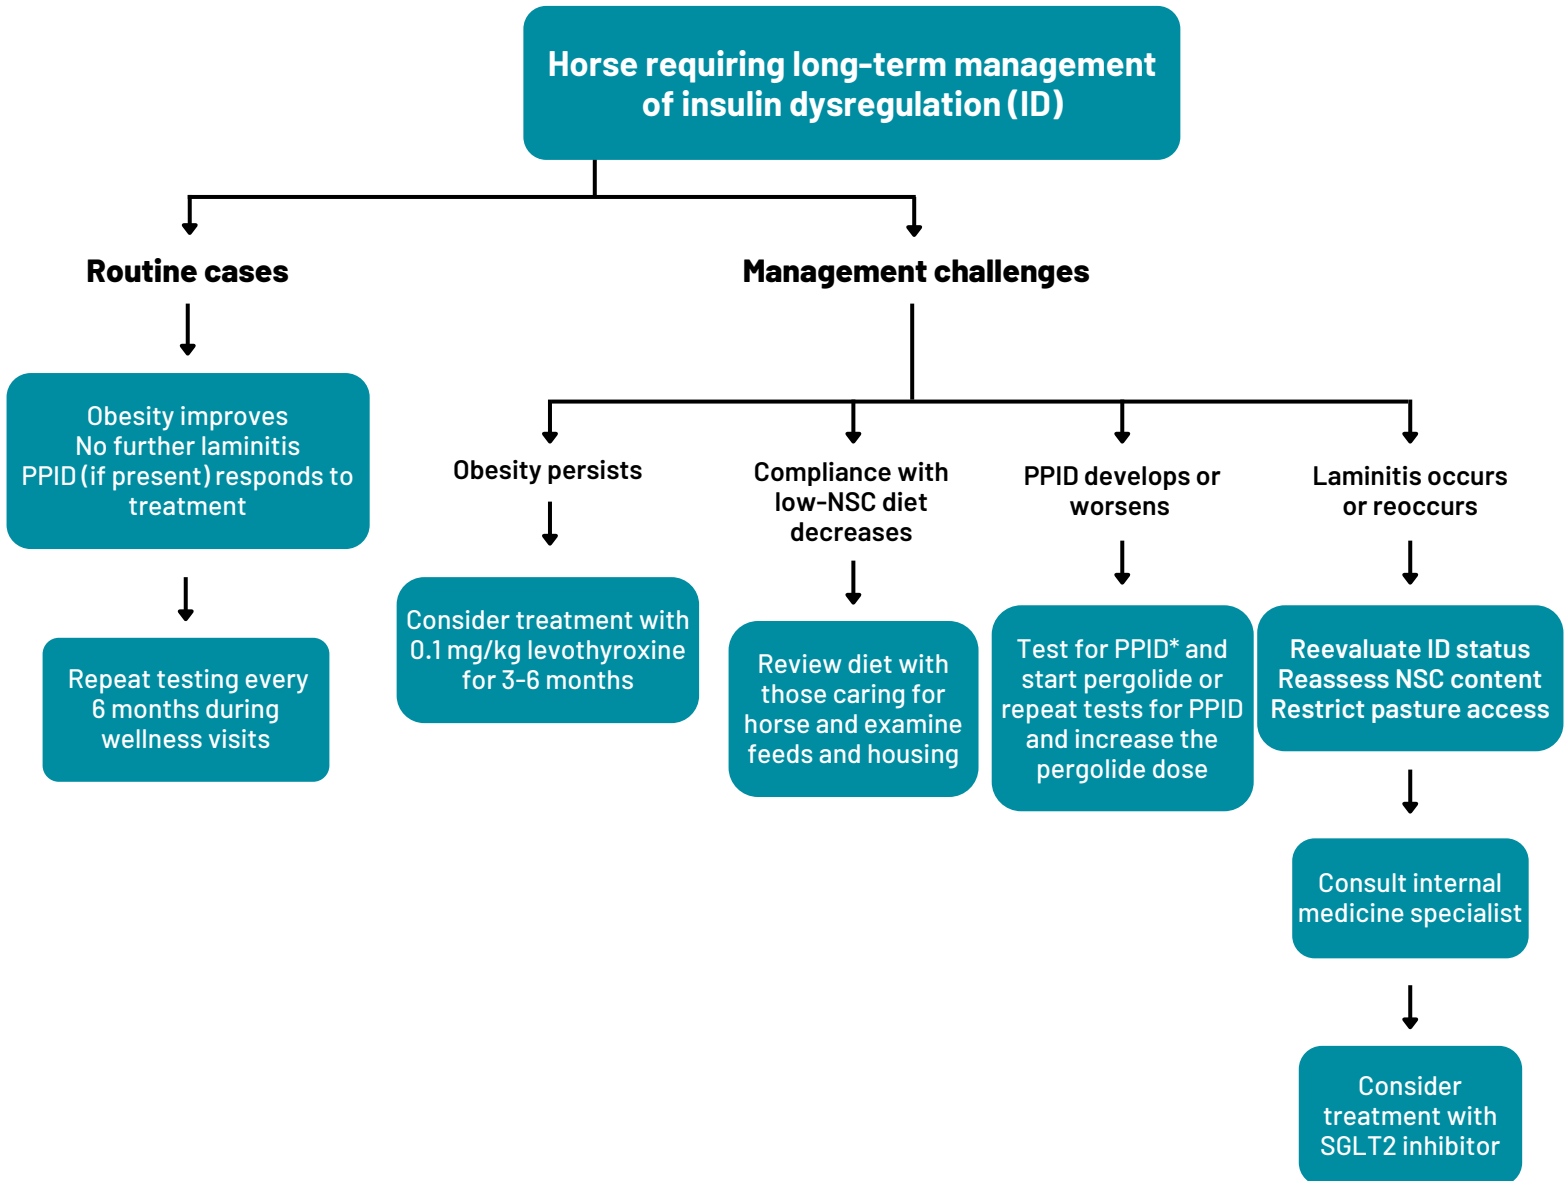 Horse requiring long-term management
of insulin dysregulation (ID)
Routine cases
Management challenges
Obesity improves
No further laminitis
PPID (if present) responds to
treatment
Repeat testing every
6 months during
wellness visits
Obesity persists
Consider treatment with
0.1 mg/kg levothyroxine
for 3-6 months
Compliance with
low-NSC diet
decreases
Review diet with
those caring for
horse and examine
feeds and housing
PPID develops or
worsens
Test for PPID* and
start pergolide or
repeat tests for PPID
and increase the
pergolide dose
Laminitis occurs
or reoccurs
Reevaluate ID status
Reassess NSC content
Restrict pasture access
Consult internal
medicine specialist
Consider
treatment with
SGLT2 inhibitor